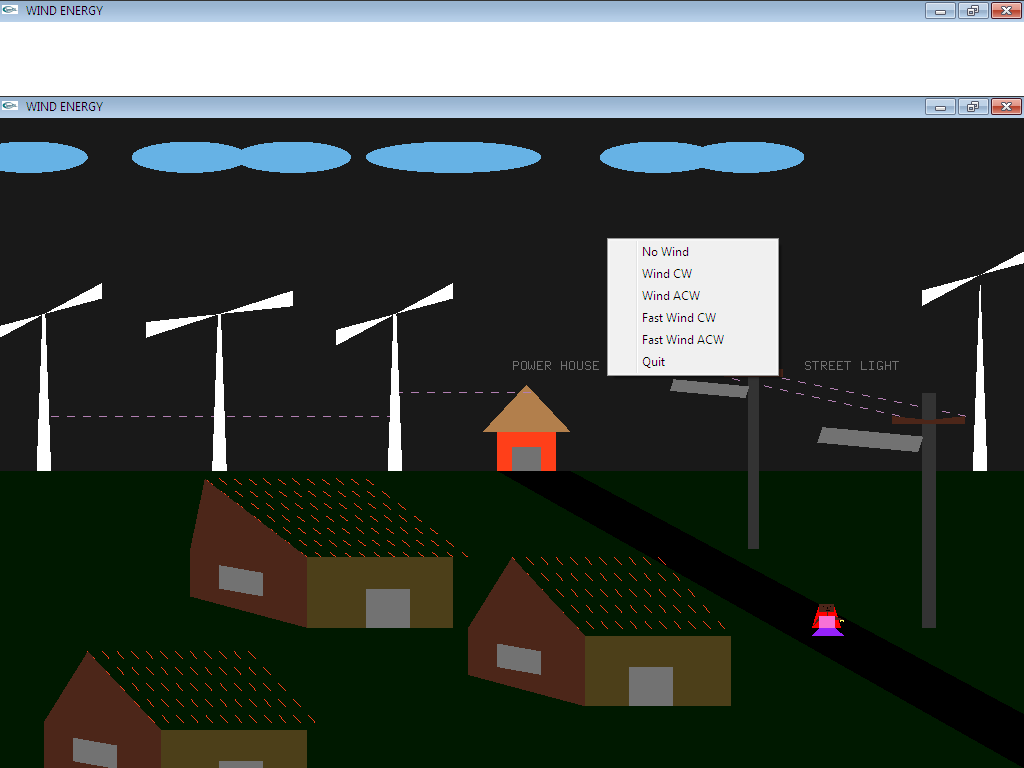 WIND ENERGY
WIND ENERGY
No Wind
Wind CW
Wind ACW
Fast Wind CW
Fast Wind ACW
Quit
POWER HOUSE
STREET LIGHT